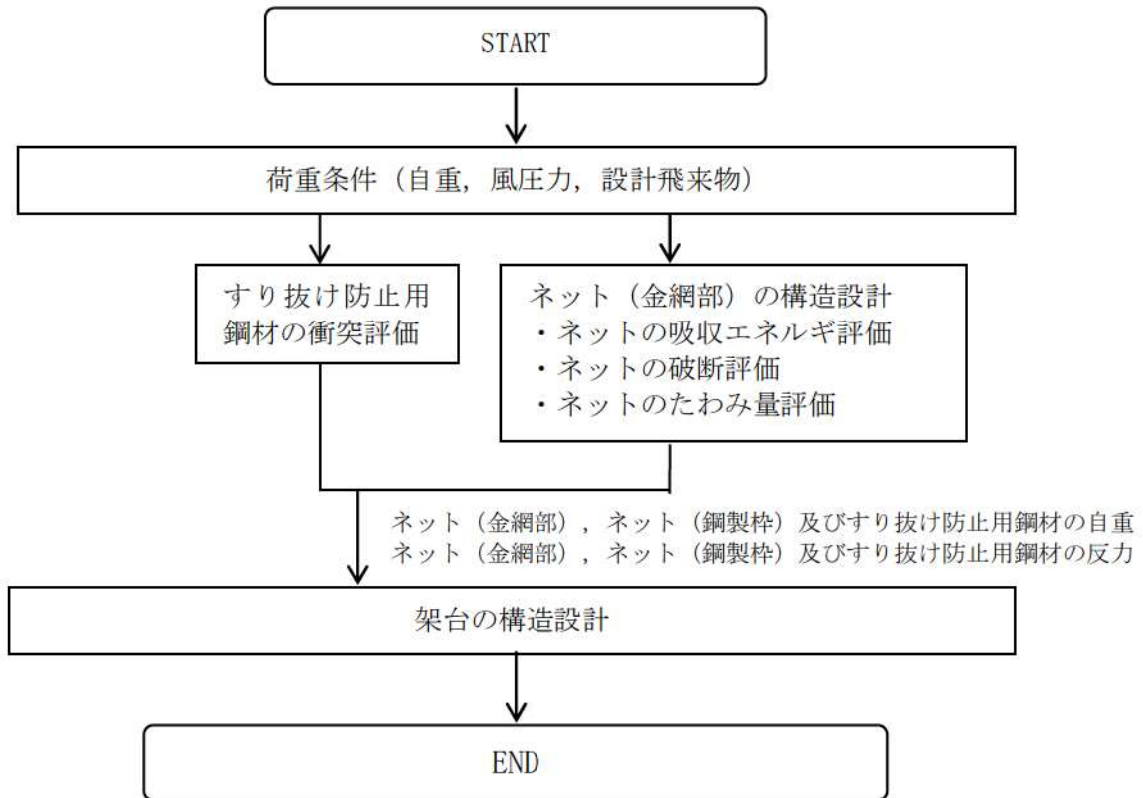 START
荷重条件（自重，風圧力，設計飛来物）
すり抜け防止用
鋼材の衝突評価
ネット（金網部）の構造設計
・ネットの吸収エネルギ評価
・ネットの破断評価
・ネットのたわみ量評価
ネット（金網部），ネット（鋼製枠）及びすり抜け防止用鋼材の自重
ネット（金網部），ネット（鋼製枠）及びすり抜け防止用鋼材の反力
架台の構造設計
END